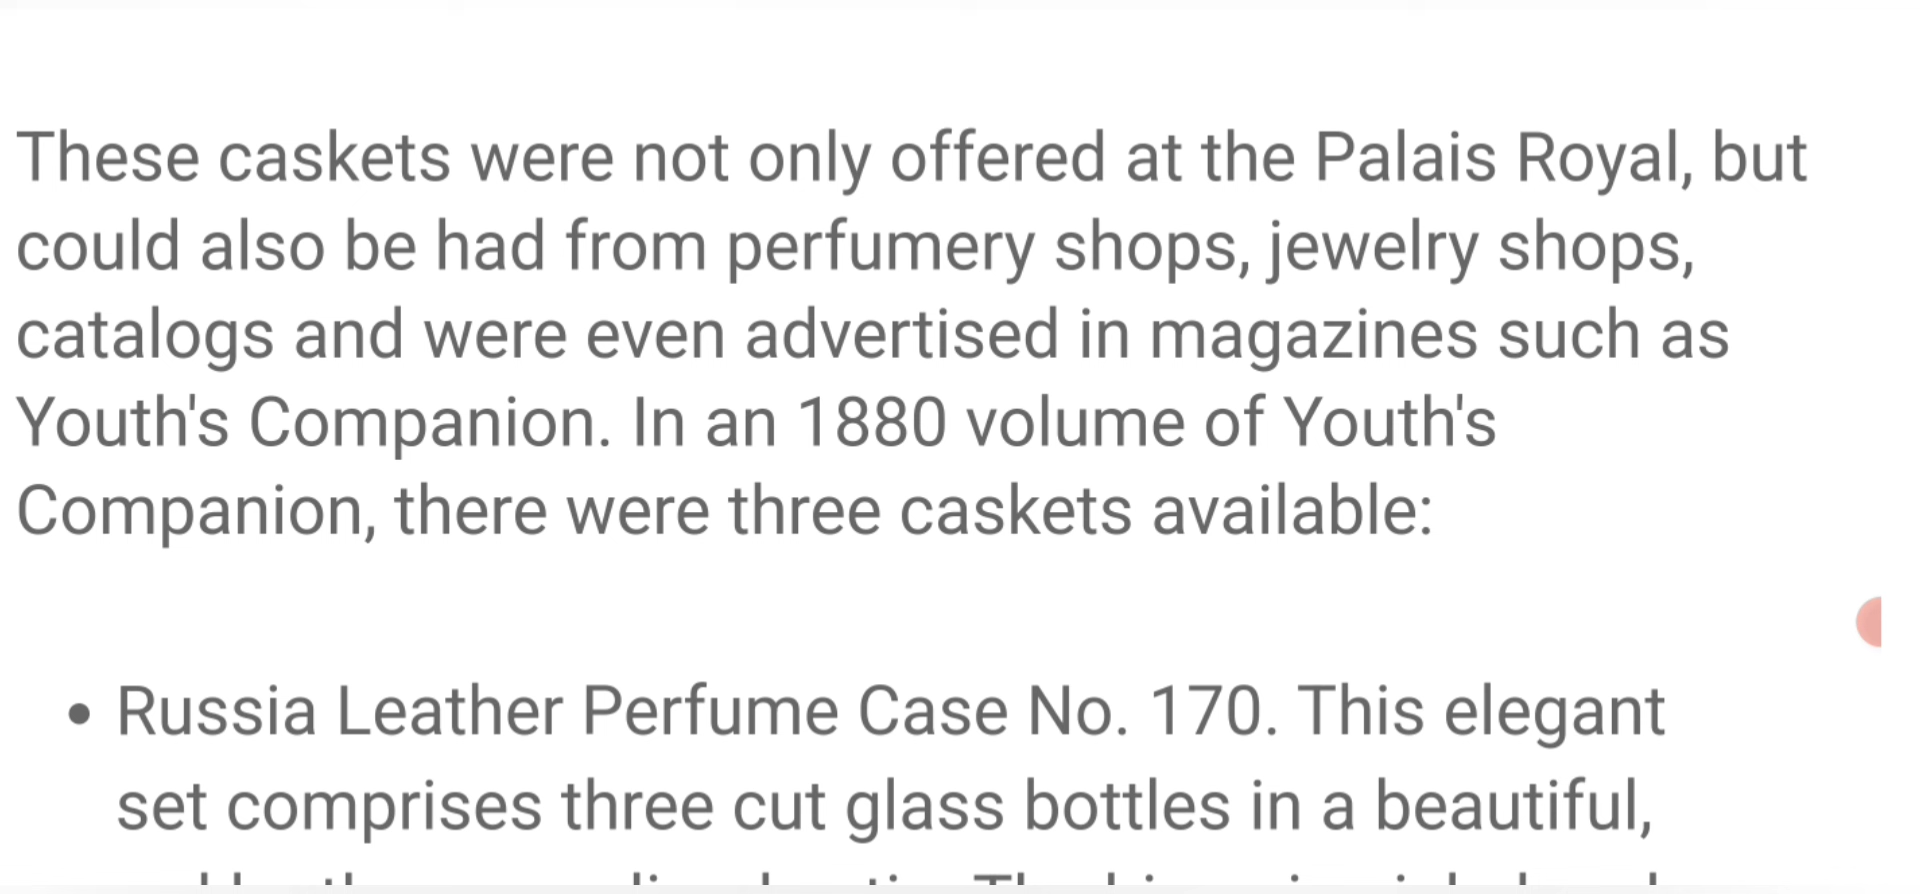 These caskets were not only offered at the Palais Royal, but
could also be had from perfumery shops, jewelry shops,
catalogs and were even advertised in magazines such as
Youth's Companion. In an 1880 volume of Youth's
Companion, there were three caskets available:
• Russia Leather Perfume Case No. 170. This elegant
set comprises three cut glass bottles in a beautiful,